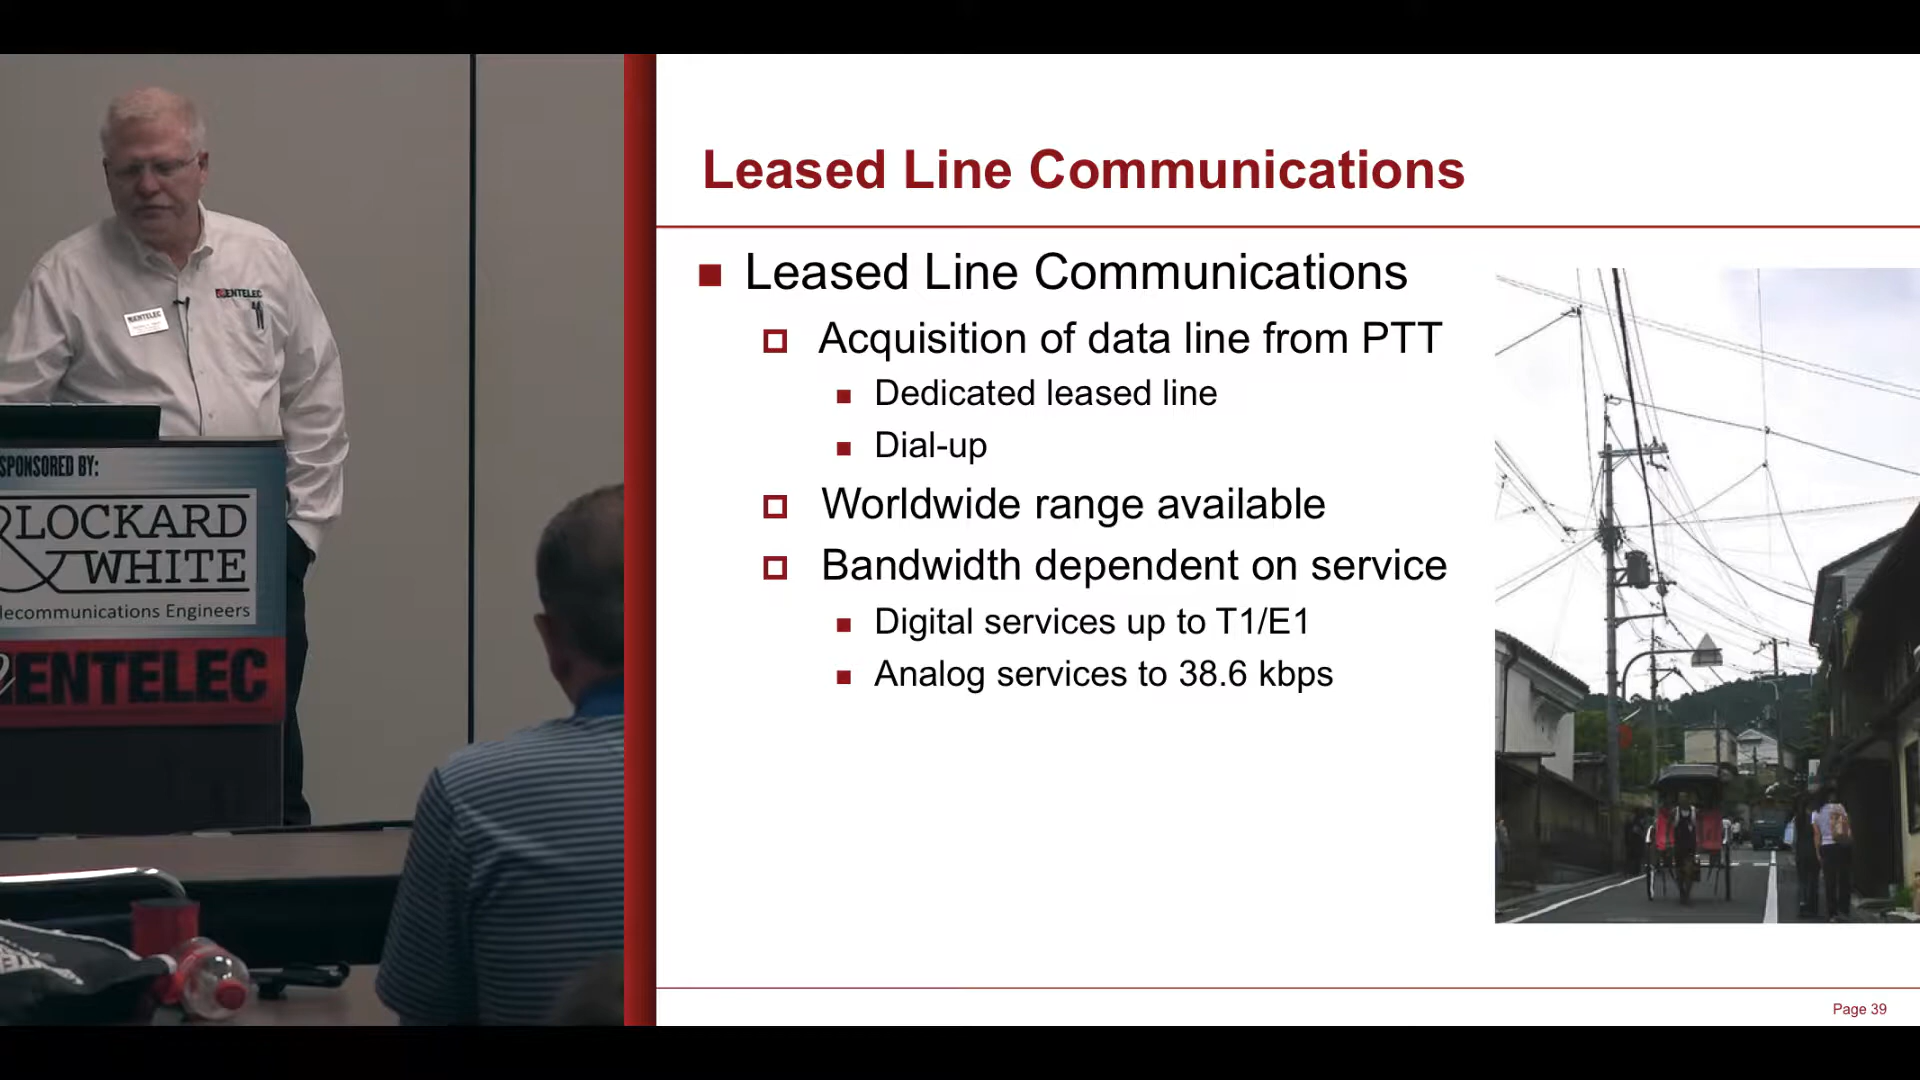 ENTELEC
ENTELEC
SPONSORED BY:
LOCKARD
& WHITE
lecommunications Engineers
ENTELEC
Leased Line Communications
Leased Line Communications
Acquisition of data line from PTT
Dedicated leased line
Dial-up
Worldwide range available
Bandwidth dependent on service
Digital services up to T1/E1
Analog services to 38.6 kbps
Page 39